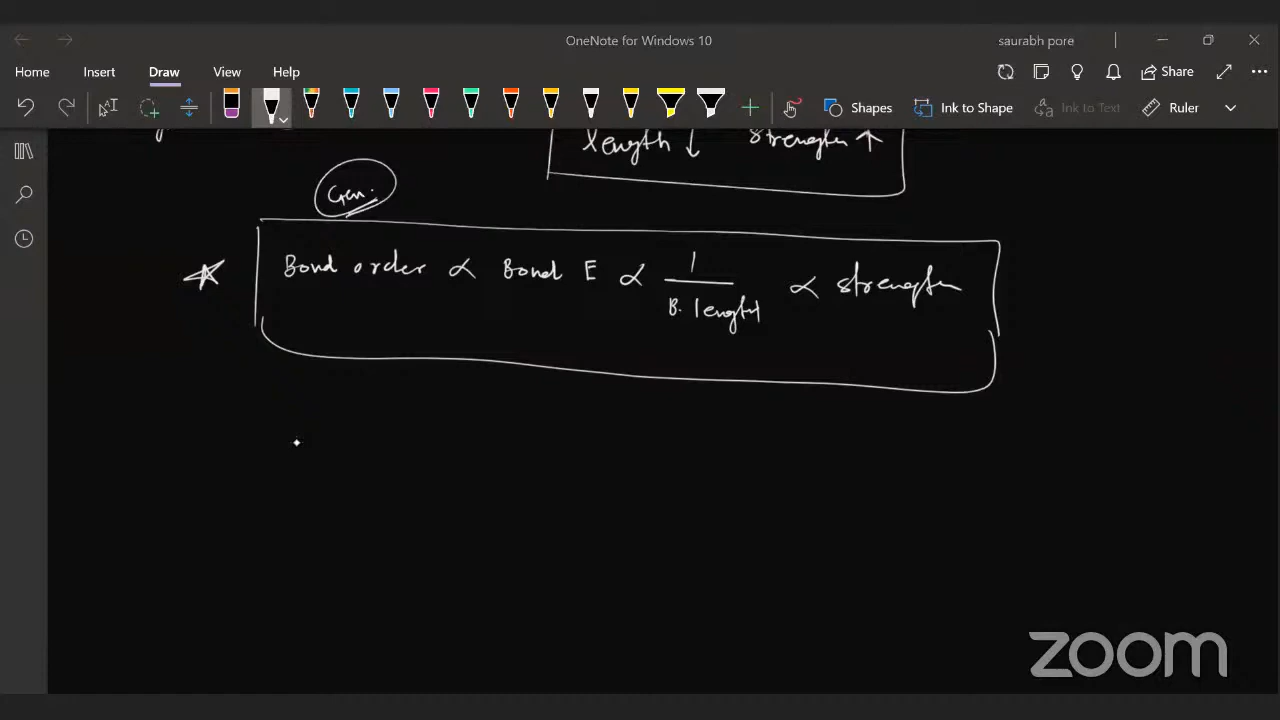 OneNote for Windows 10
saurabh pore
Home Insert Draw View Help
Share
Shapes Ink to Shape Ink to Text Ruler
length ↓ strength ↑
Gen.
Bond order ∝ Bond E ∝ 1 / B. length ∝ strength
zoom